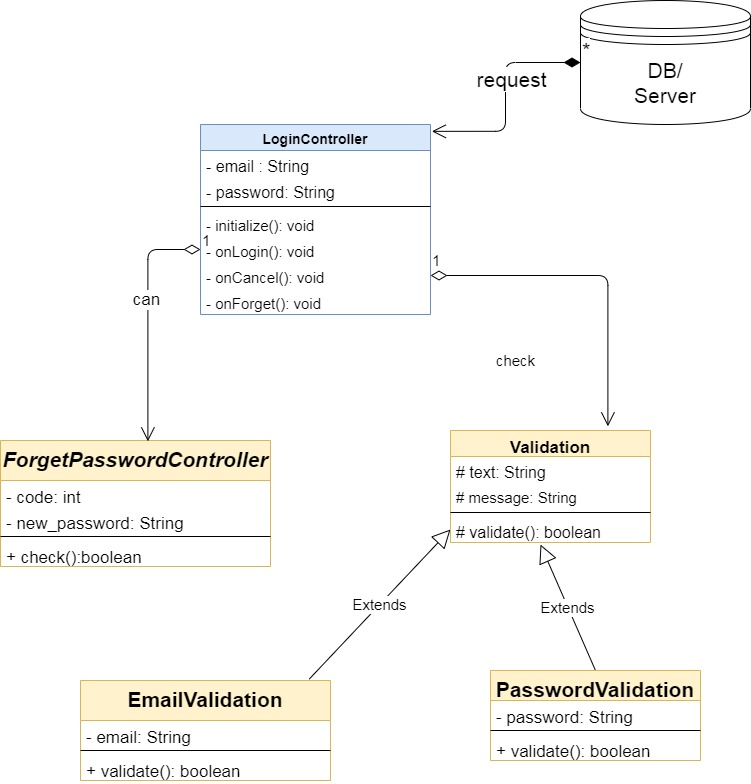 *
DB/
Server
request
LoginController
- email : String
- password: String
- initialize(): void
- onLogin(): void
- onCancel(): void
- onForget(): void
1
1
can
check
ForgetPasswordController
- code: int
- new_password: String
+ check():boolean
Validation
# text: String
# message: String
# validate(): boolean
Extends
Extends
EmailValidation
- email: String
+ validate(): boolean
PasswordValidation
- password: String
+ validate(): boolean